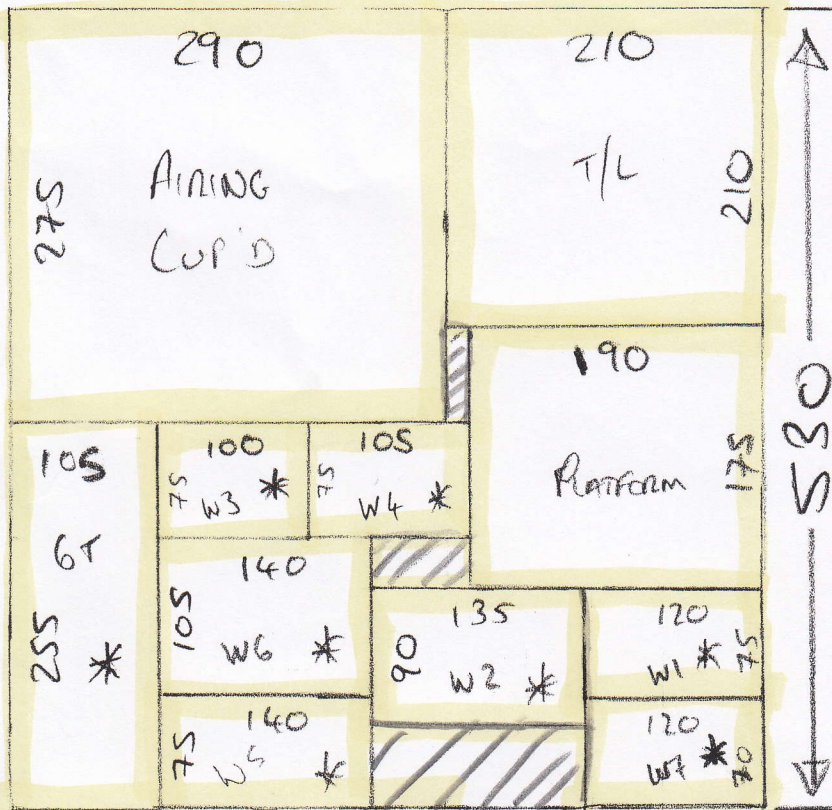 290
210
AIRING
CUP'D
T/L
275
210
530
190
PLATFORM
175
105
6T
255 *
100
75
W3 *
105
75
W4 *
140
105
W6 *
135
90
W2 *
120
W1 * 75
140
75
W5 *
120
W7 * 70